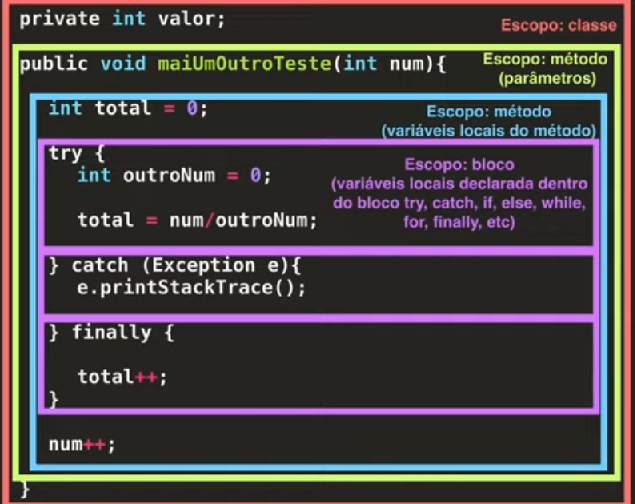 private int valor;
Escopo: classe
public void maiUmOutroTeste(int num){
Escopo: método
(parâmetros)
int total = 0;
Escopo: método
(variáveis locais do método)
try {
Escopo: bloco
int outroNum = 0;
(variáveis locais declarada dentro
do bloco try, catch, if, else, while,
total = num/outroNum;
for, finally, etc)
} catch (Exception e){
e.printStackTrace();
} finally {
total++;
}
num++;
}